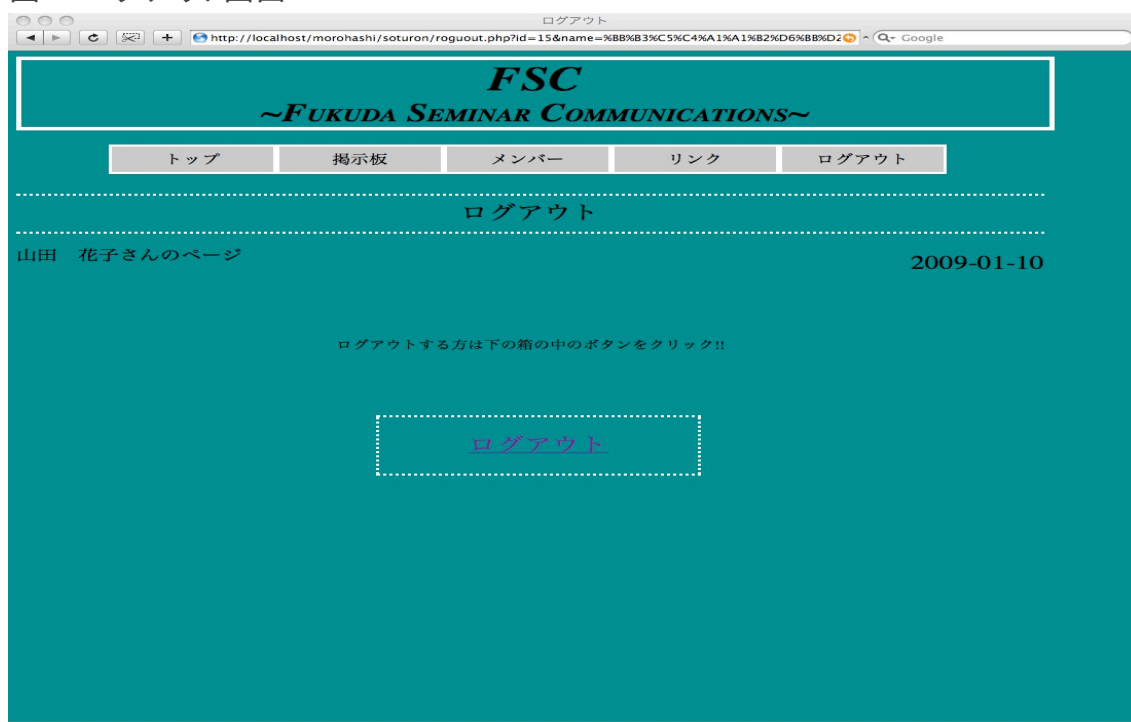 ログアウト
http://localhost/morohashi/soturon/roguout.php?id=15&name=%BB%B3%C5%C4%A1%A1%B2%D6%BB%D2
Google
FSC
~FUKUDA SEMINAR COMMUNICATIONS~
トップ 掲示板 メンバー リンク ログアウト
ログアウト
山田　花子さんのページ
2009-01-10
ログアウトする方は下の箱の中のボタンをクリック!!
ログアウト